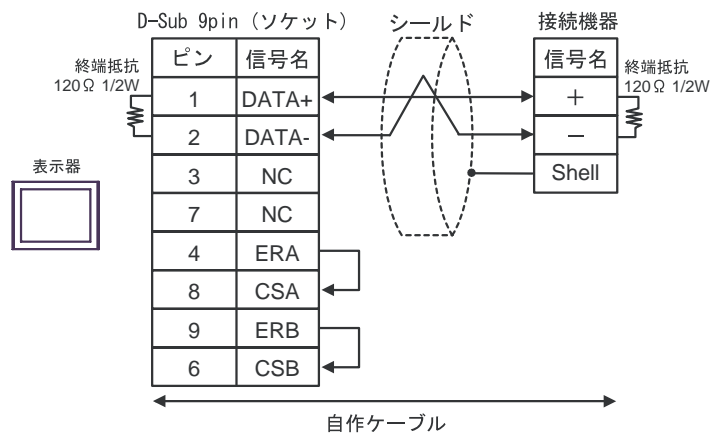 D-Sub 9pin (ソケット)
シールド
接続機器
ピン 信号名
信号名
終端抵抗
120Ω 1/2W
終端抵抗
120Ω 1/2W
1 DATA+
+
2 DATA-
－
表示器
3 NC
Shell
7 NC
4 ERA
8 CSA
9 ERB
6 CSB
自作ケーブル